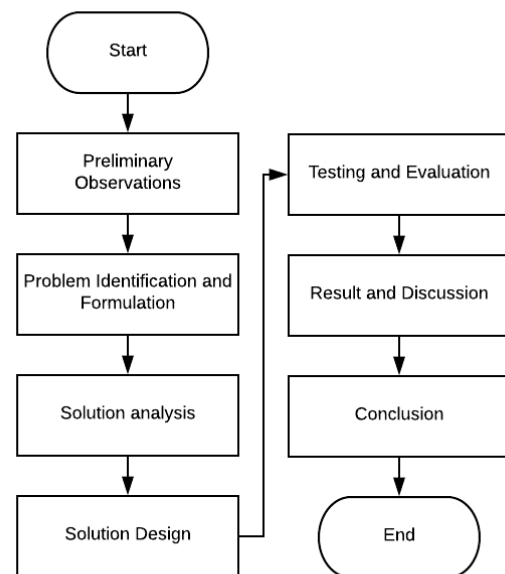 Start
Preliminary
Observations
Problem Identification and
Formulation
Solution analysis
Solution Design
Testing and Evaluation
Result and Discussion
Conclusion
End